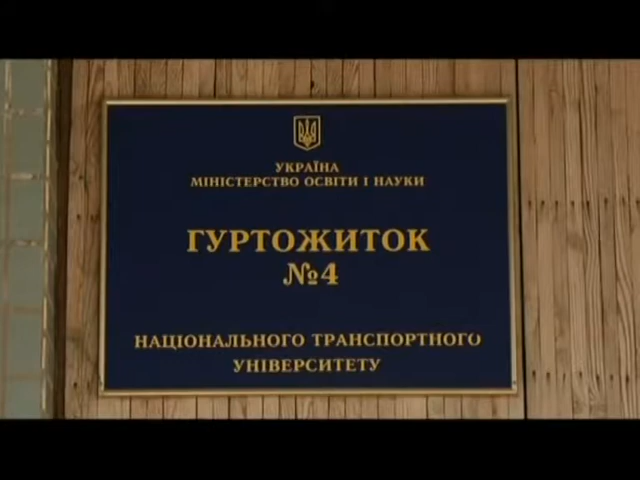 УКРАЇНА
МІНІСТЕРСТВО ОСВІТИ І НАУКИ
ГУРТОЖИТОК
№4
НАЦІОНАЛЬНОГО ТРАНСПОРТНОГО
УНІВЕРСИТЕТУ